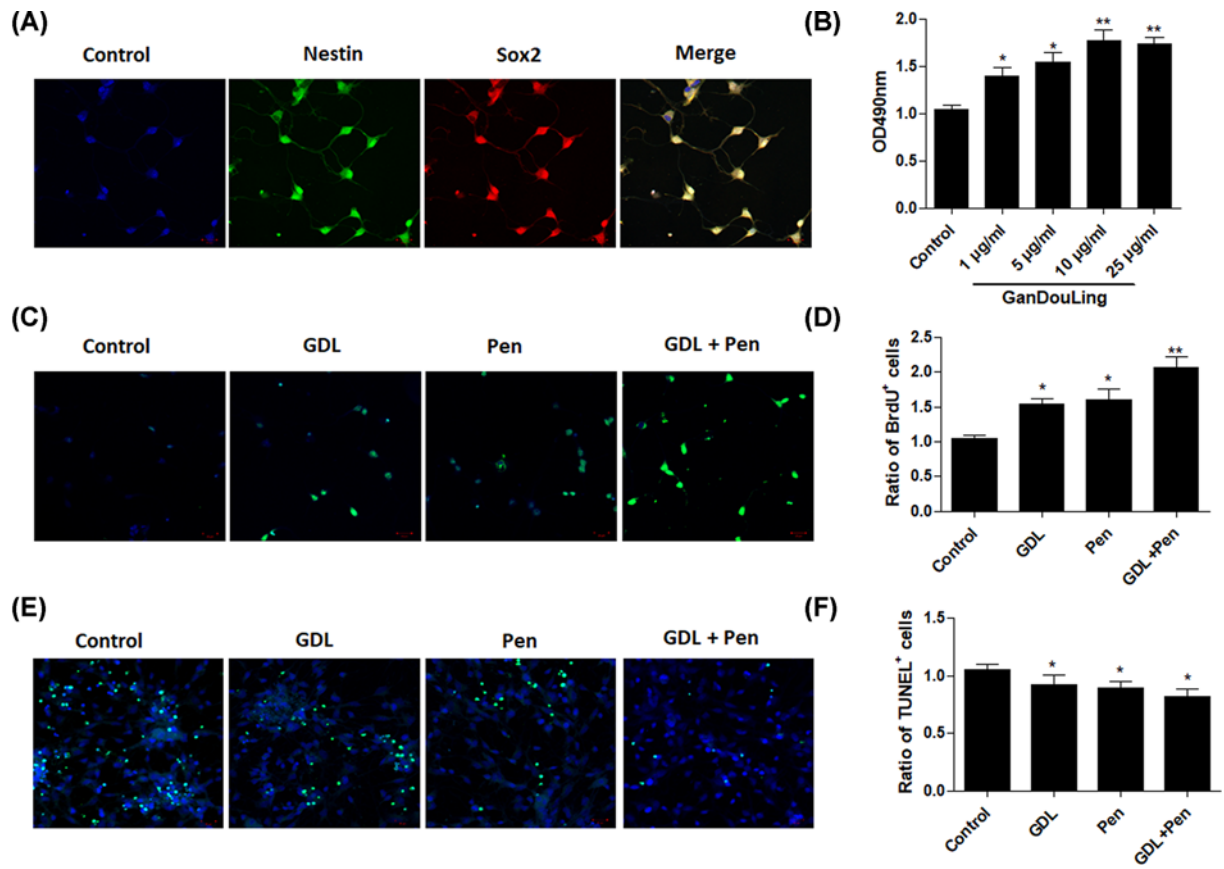 (A)
Control Nestin Sox2 Merge
(B)
OD490nm
2.0
1.5
1.0
0.5
0.0
* * ** **
Control 1 μg/ml 5 μg/ml 10 μg/ml 25 μg/ml
GanDouLing
(C)
Control GDL Pen GDL + Pen
(D)
Ratio of BrdU+ cells
2.5
2.0
1.5
1.0
0.5
0.0
* * **
Control GDL Pen GDL+Pen
(E)
Control GDL Pen GDL + Pen
(F)
Ratio of TUNEL+ cells
1.5
1.0
0.5
0.0
* * *
Control GDL Pen GDL+Pen